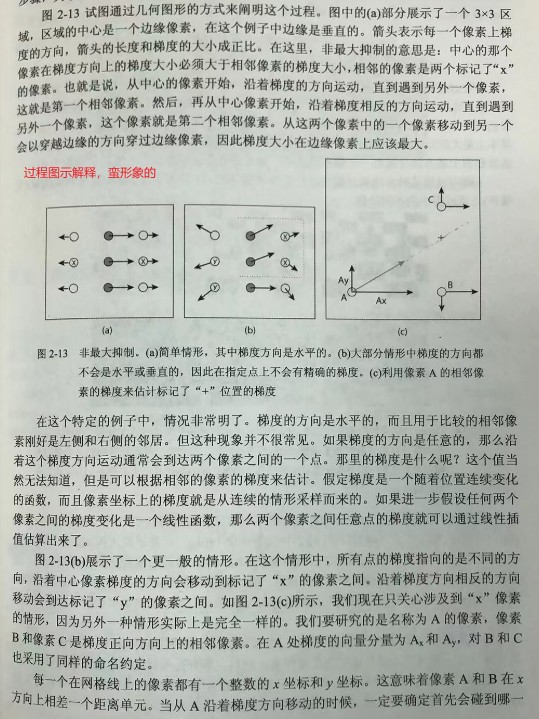 图 2-13 试图通过几何图形的方式来阐明这个过程。图中的(a)部分展示了一个 3×3 区
域，区域的中心是一个边缘像素，在这个例子中边缘是垂直的。箭头表示每一个像素上梯
度的方向，箭头的长度和梯度的大小成正比。在这里，非最大抑制的意思是：中心的那个
像素在梯度方向上的梯度大小必须大于相邻像素的梯度大小，相邻的像素是两个标记了“x”
的像素。也就是说，从中心的像素开始，沿着梯度的方向运动，直到遇到另外一个像素，
这就是第一个相邻像素。然后，再从中心像素开始，沿着梯度相反的方向运动，直到遇到
另外一个像素，这个像素就是第二个相邻像素。从这两个像素中的一个像素移动到另一个
会以穿越边缘的方向穿过边缘像素，因此梯度大小在边缘像素上应该最大。
过程图示解释，蛮形象的
C
x
x
y
x
y
x
+
Ay
A
Ax
B
(a)
(b)
(c)
图 2-13 非最大抑制。(a)简单情形，其中梯度方向是水平的。(b)大部分情形中梯度的方向都
不会是水平或垂直的，因此在指定点上不会有精确的梯度。(c)利用像素 A 的相邻像
素的梯度来估计标记了“+”位置的梯度
在这个特定的例子中，情况非常明了。梯度的方向是水平的，而且用于比较的相邻像
素刚好是左侧和右侧的邻居。但这种现象并不很常见。如果梯度的方向是任意的，那么沿
着这个梯度方向运动通常会到达两个像素之间的一个点。那里的梯度是什么呢？这个值当
然无法知道，但是可以根据相邻的像素的梯度来估计。假定梯度是一个随着位置连续变化
的函数，而且像素坐标上的梯度就是从连续的情形采样而来的。如果进一步假设任何两个
像素之间的梯度变化是一个线性函数，那么两个像素之间任意点的梯度就可以通过线性插
值估算出来了。
图 2-13(b)展示了一个更一般的情形。在这个情形中，所有点的梯度指向的是不同的方
向，沿着中心像素梯度的方向会移动到标记了“x”的像素之间。沿着梯度方向相反的方向
移动会到达标记了“y”的像素之间。如图 2-13(c)所示，我们现在只关心涉及到“x”像素
的情形，因为另外一种情形实际上是完全一样的。我们要研究的是名称为 A 的像素，像素
B 和像素 C 是梯度正向方向上的相邻像素。在 A 处梯度的向量分量为 Ax 和 Ay，对 B 和 C
也采用了同样的命名约定。
每一个在网格线上的像素都有一个整数的 x 坐标和 y 坐标。这意味着像素 A 和 B 在 x
方向上相差一个距离单元。当从 A 沿着梯度方向移动的时候，一定要确定首先会碰到哪一